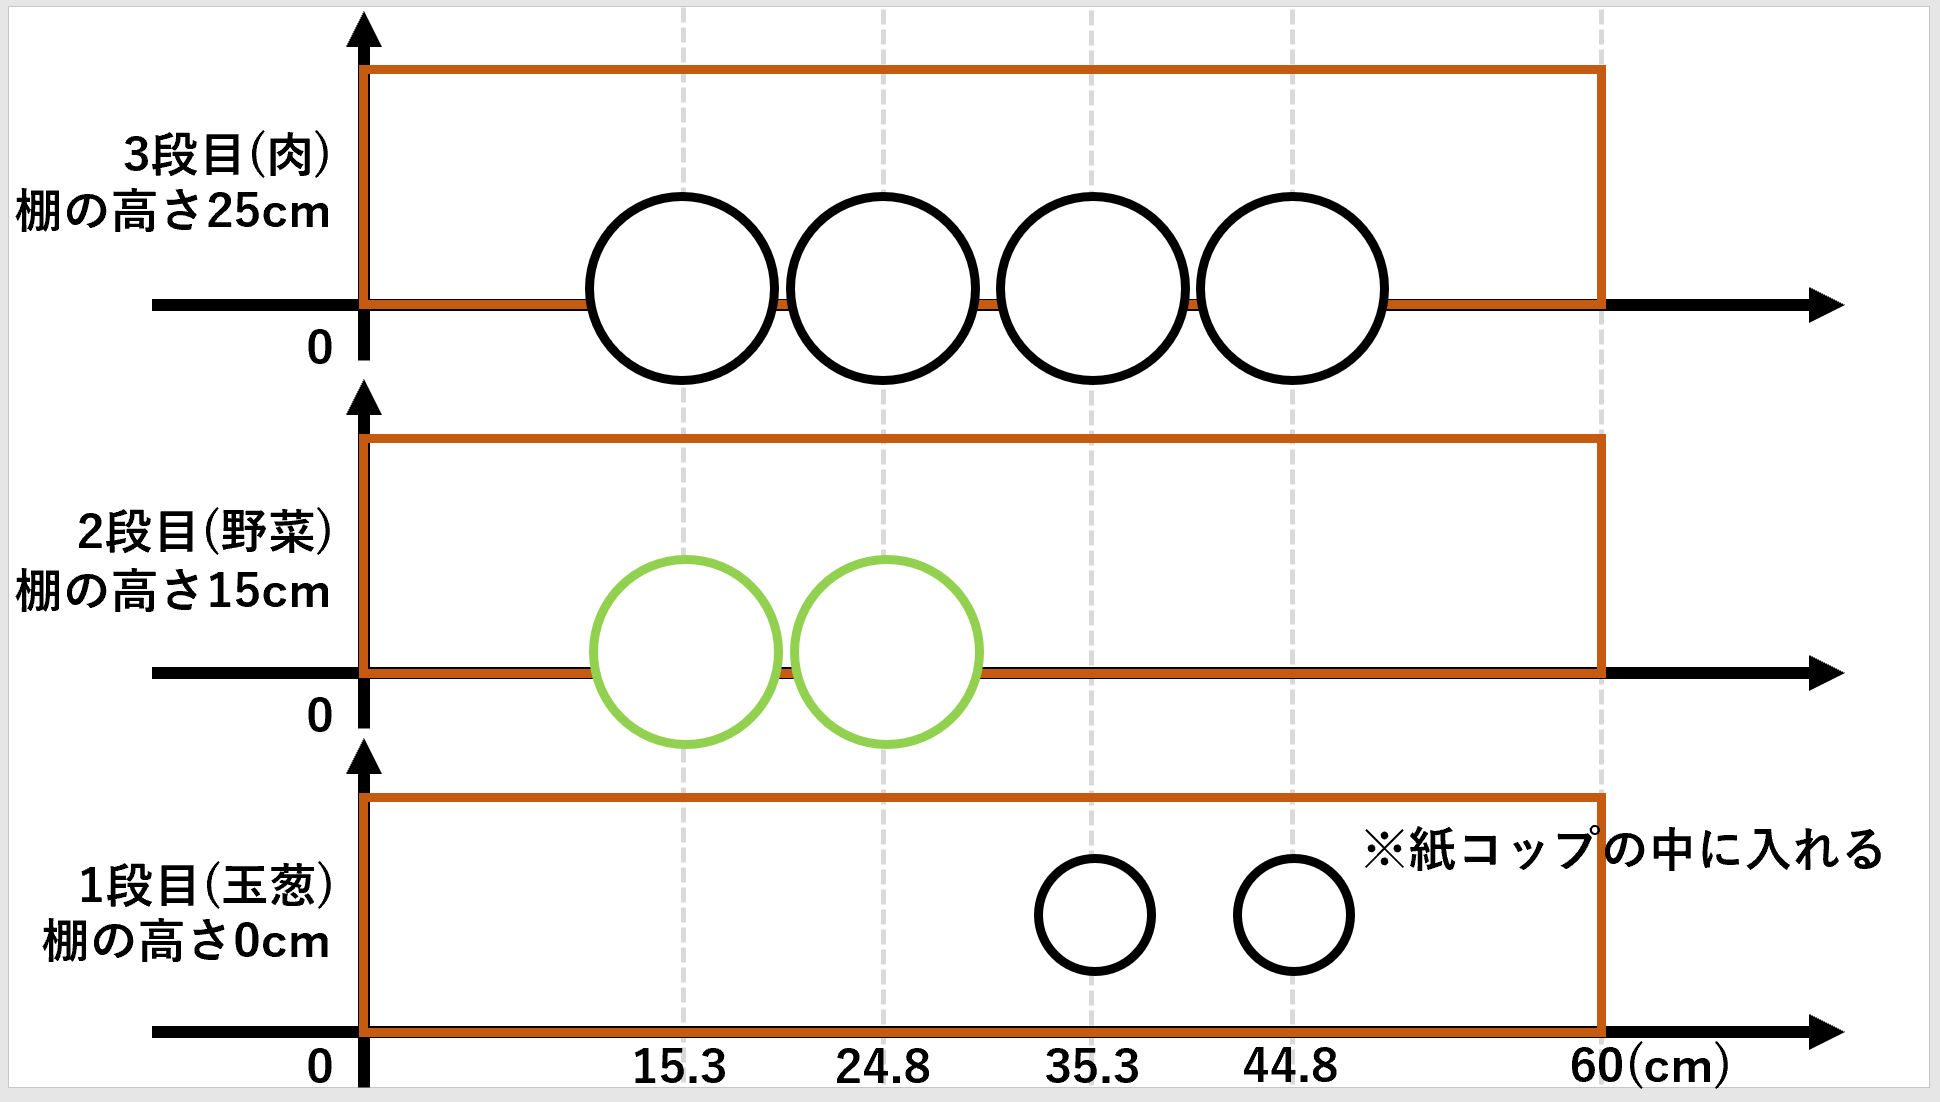 3段目(肉)
棚の高さ25cm
0
2段目(野菜)
棚の高さ15cm
0
※紙コップの中に入れる
1段目(玉葱)
棚の高さ0cm
0
15.3
24.8
35.3
44.8
60(cm)